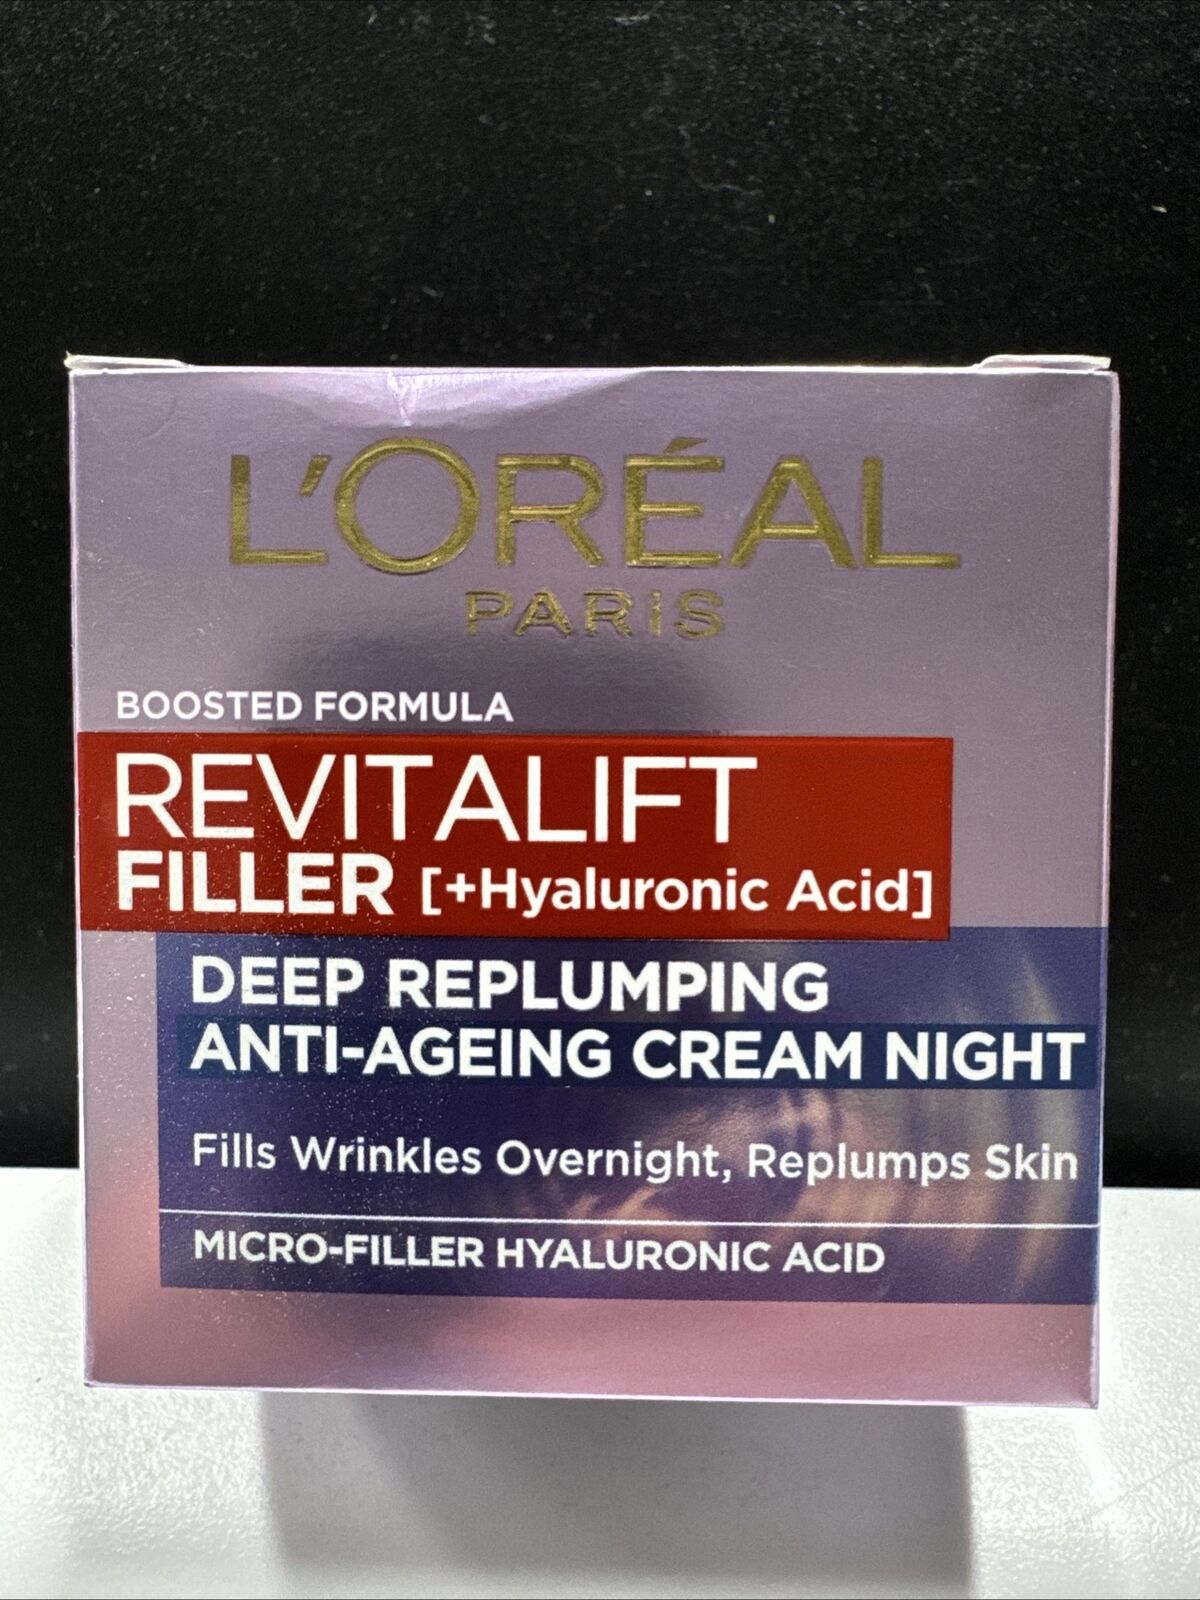 L'ORÉAL
PARiS
BOOSTED FORMULA
REVITALIFT
FILLER [+Hyaluronic Acid]
DEEP REPLUMPING
ANTI-AGEING CREAM NIGHT
Fills Wrinkles Overnight, Replumps Skin
MICRO-FILLER HYALURONIC ACID